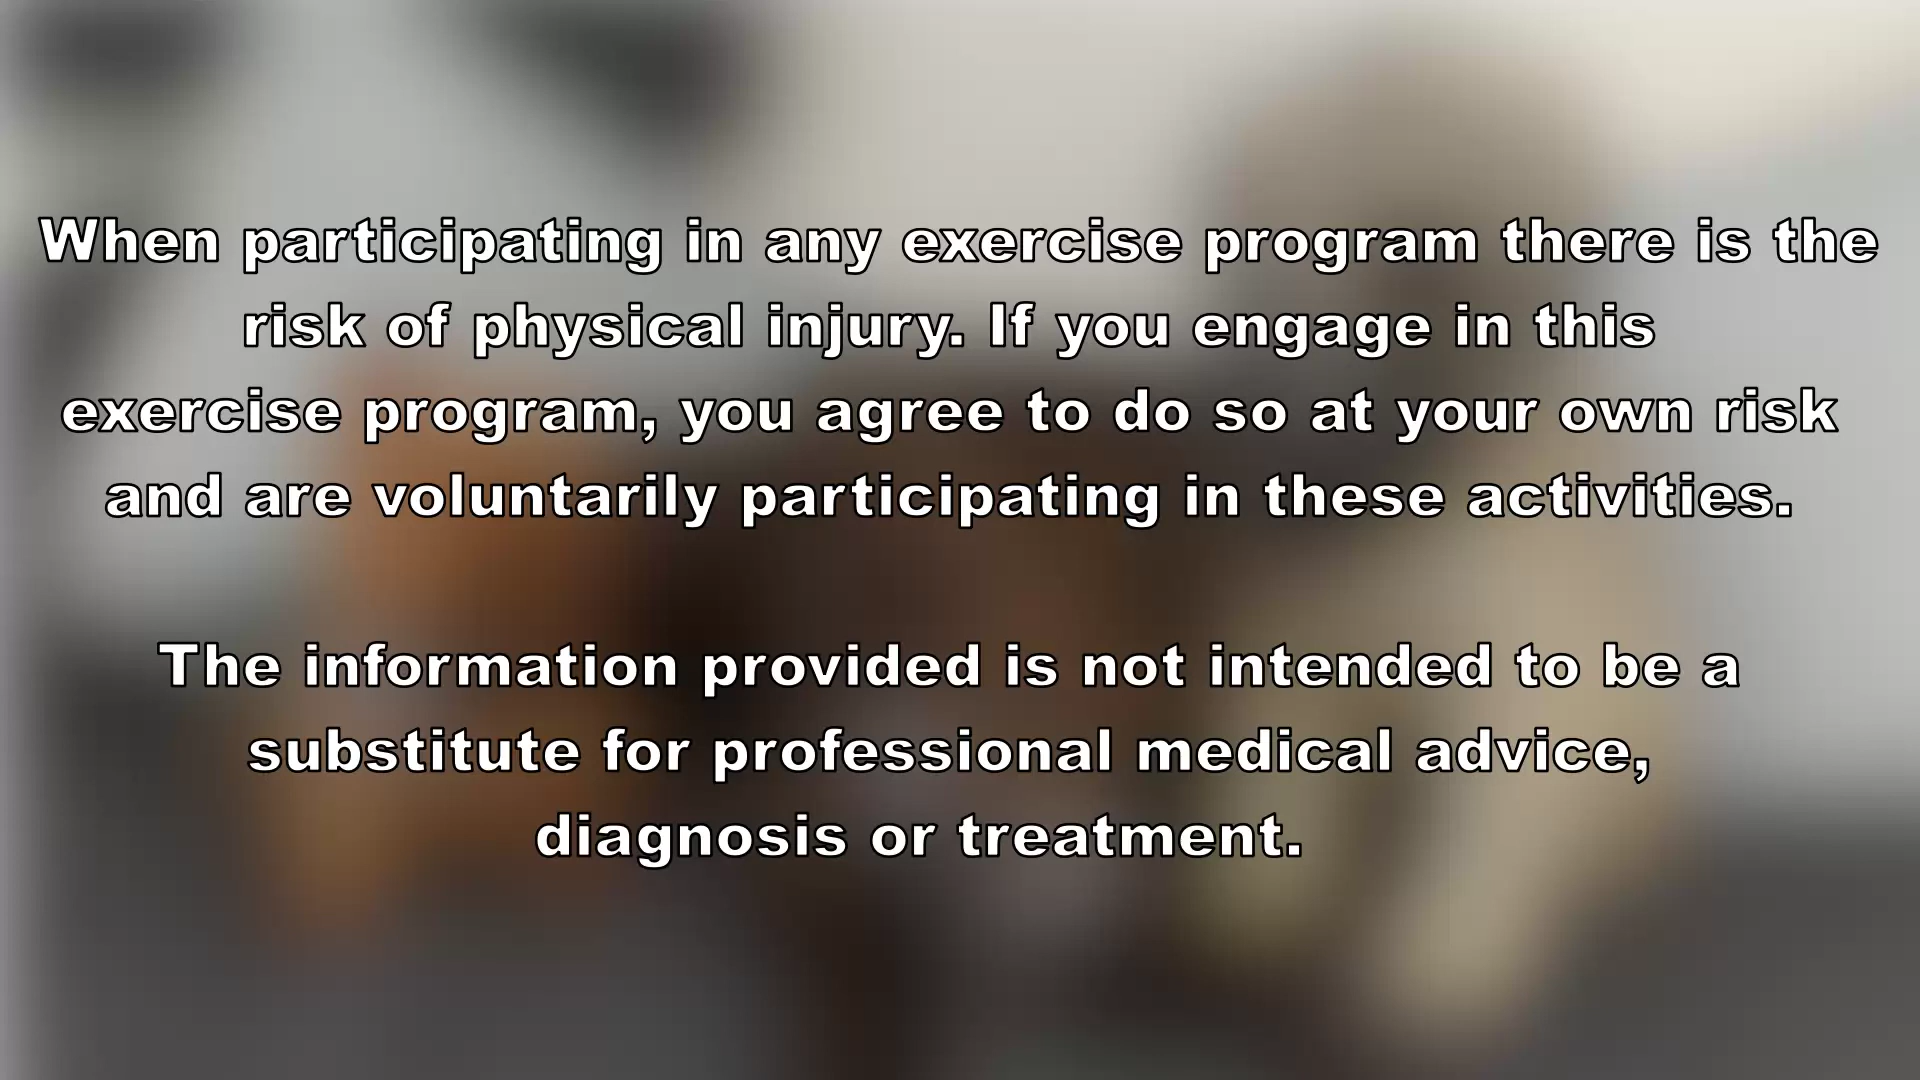 When participating in any exercise program there is the
risk of physical injury. If you engage in this
exercise program, you agree to do so at your own risk
and are voluntarily participating in these activities.
The information provided is not intended to be a
substitute for professional medical advice,
diagnosis or treatment.